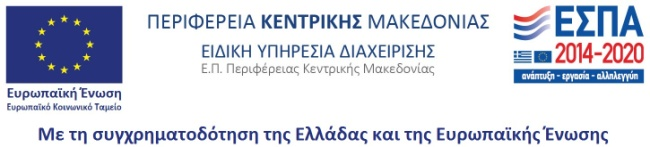 Ευρωπαϊκή Ένωση
Ευρωπαϊκό Κοινωνικό Ταμείο
ΠΕΡΙΦΕΡΕΙΑ ΚΕΝΤΡΙΚΗΣ ΜΑΚΕΔΟΝΙΑΣ
ΕΙΔΙΚΗ ΥΠΗΡΕΣΙΑ ΔΙΑΧΕΙΡΙΣΗΣ
Ε.Π. Περιφέρειας Κεντρικής Μακεδονίας
ΕΣΠΑ
2014-2020
ανάπτυξη - εργασία - αλληλεγγύη
Με τη συγχρηματοδότηση της Ελλάδας και της Ευρωπαϊκής Ένωσης